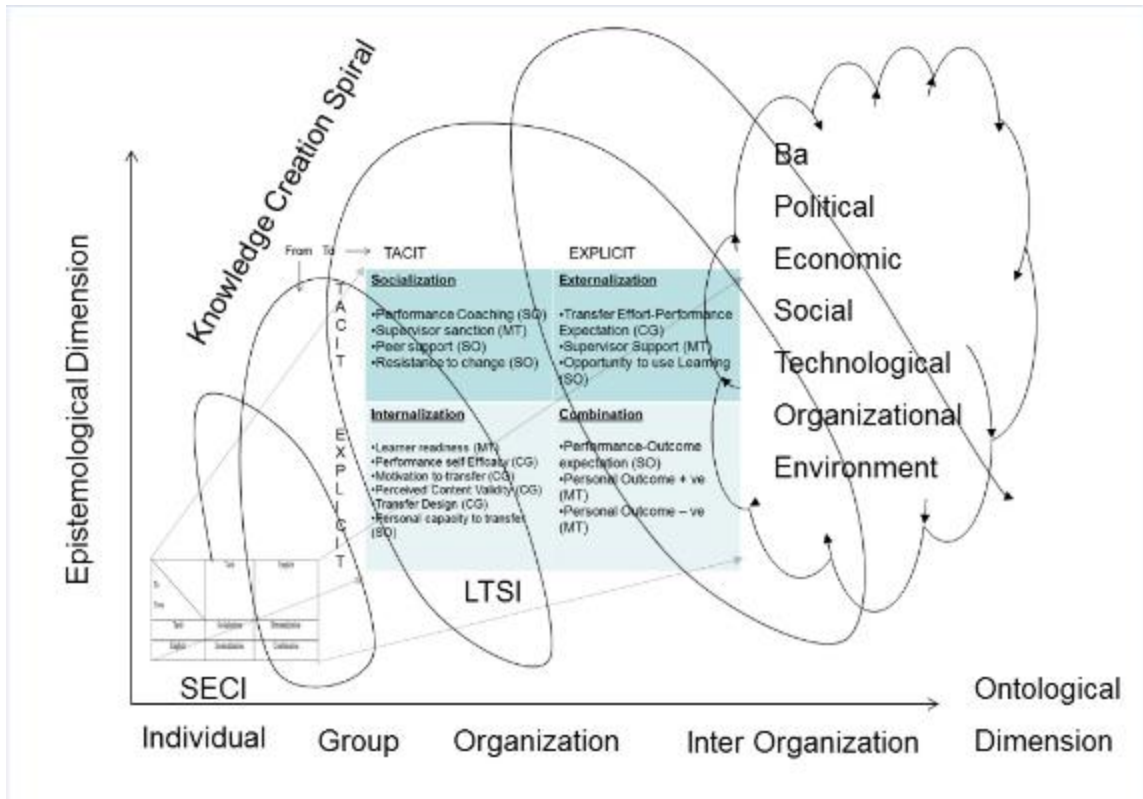 Knowledge Creation Spiral
Epistemological Dimension
From To
TACIT
EXPLICIT
TACIT
EXPLICIT
Socialization
•Performance Coaching (SO)
•Supervisor sanction (MT)
•Peer support (SO)
•Resistance to change (SO)
Externalization
•Transfer Effort-Performance
Expectation (CG)
•Supervisor Support (MT)
•Opportunity to use Learning
(SO)
Internalization
•Learner readiness (MT)
•Performance self Efficacy (CG)
•Motivation to transfer (CG)
•Perceived Content Validity (CG)
•Transfer Design (CG)
•Personal capacity to transfer
(SO)
Combination
•Performance-Outcome
expectation (SO)
•Personal Outcome + ve
(MT)
•Personal Outcome – ve
(MT)
LTSI
Ba
Political
Economic
Social
Technological
Organizational
Environment
SECI
Individual
Group
Organization
Inter Organization
Ontological
Dimension